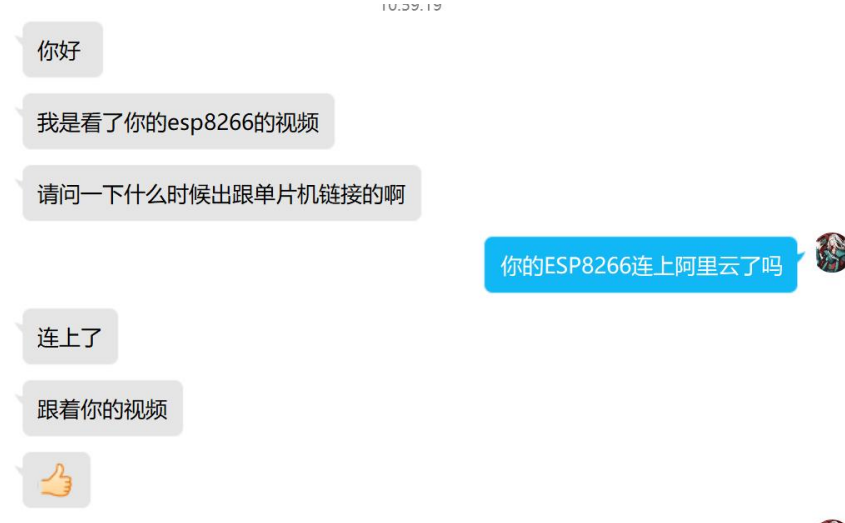 10:59:19
你好
我是看了你的esp8266的视频
请问一下什么时候出跟单片机链接的啊
你的ESP8266连上阿里云了吗
连上了
跟着你的视频